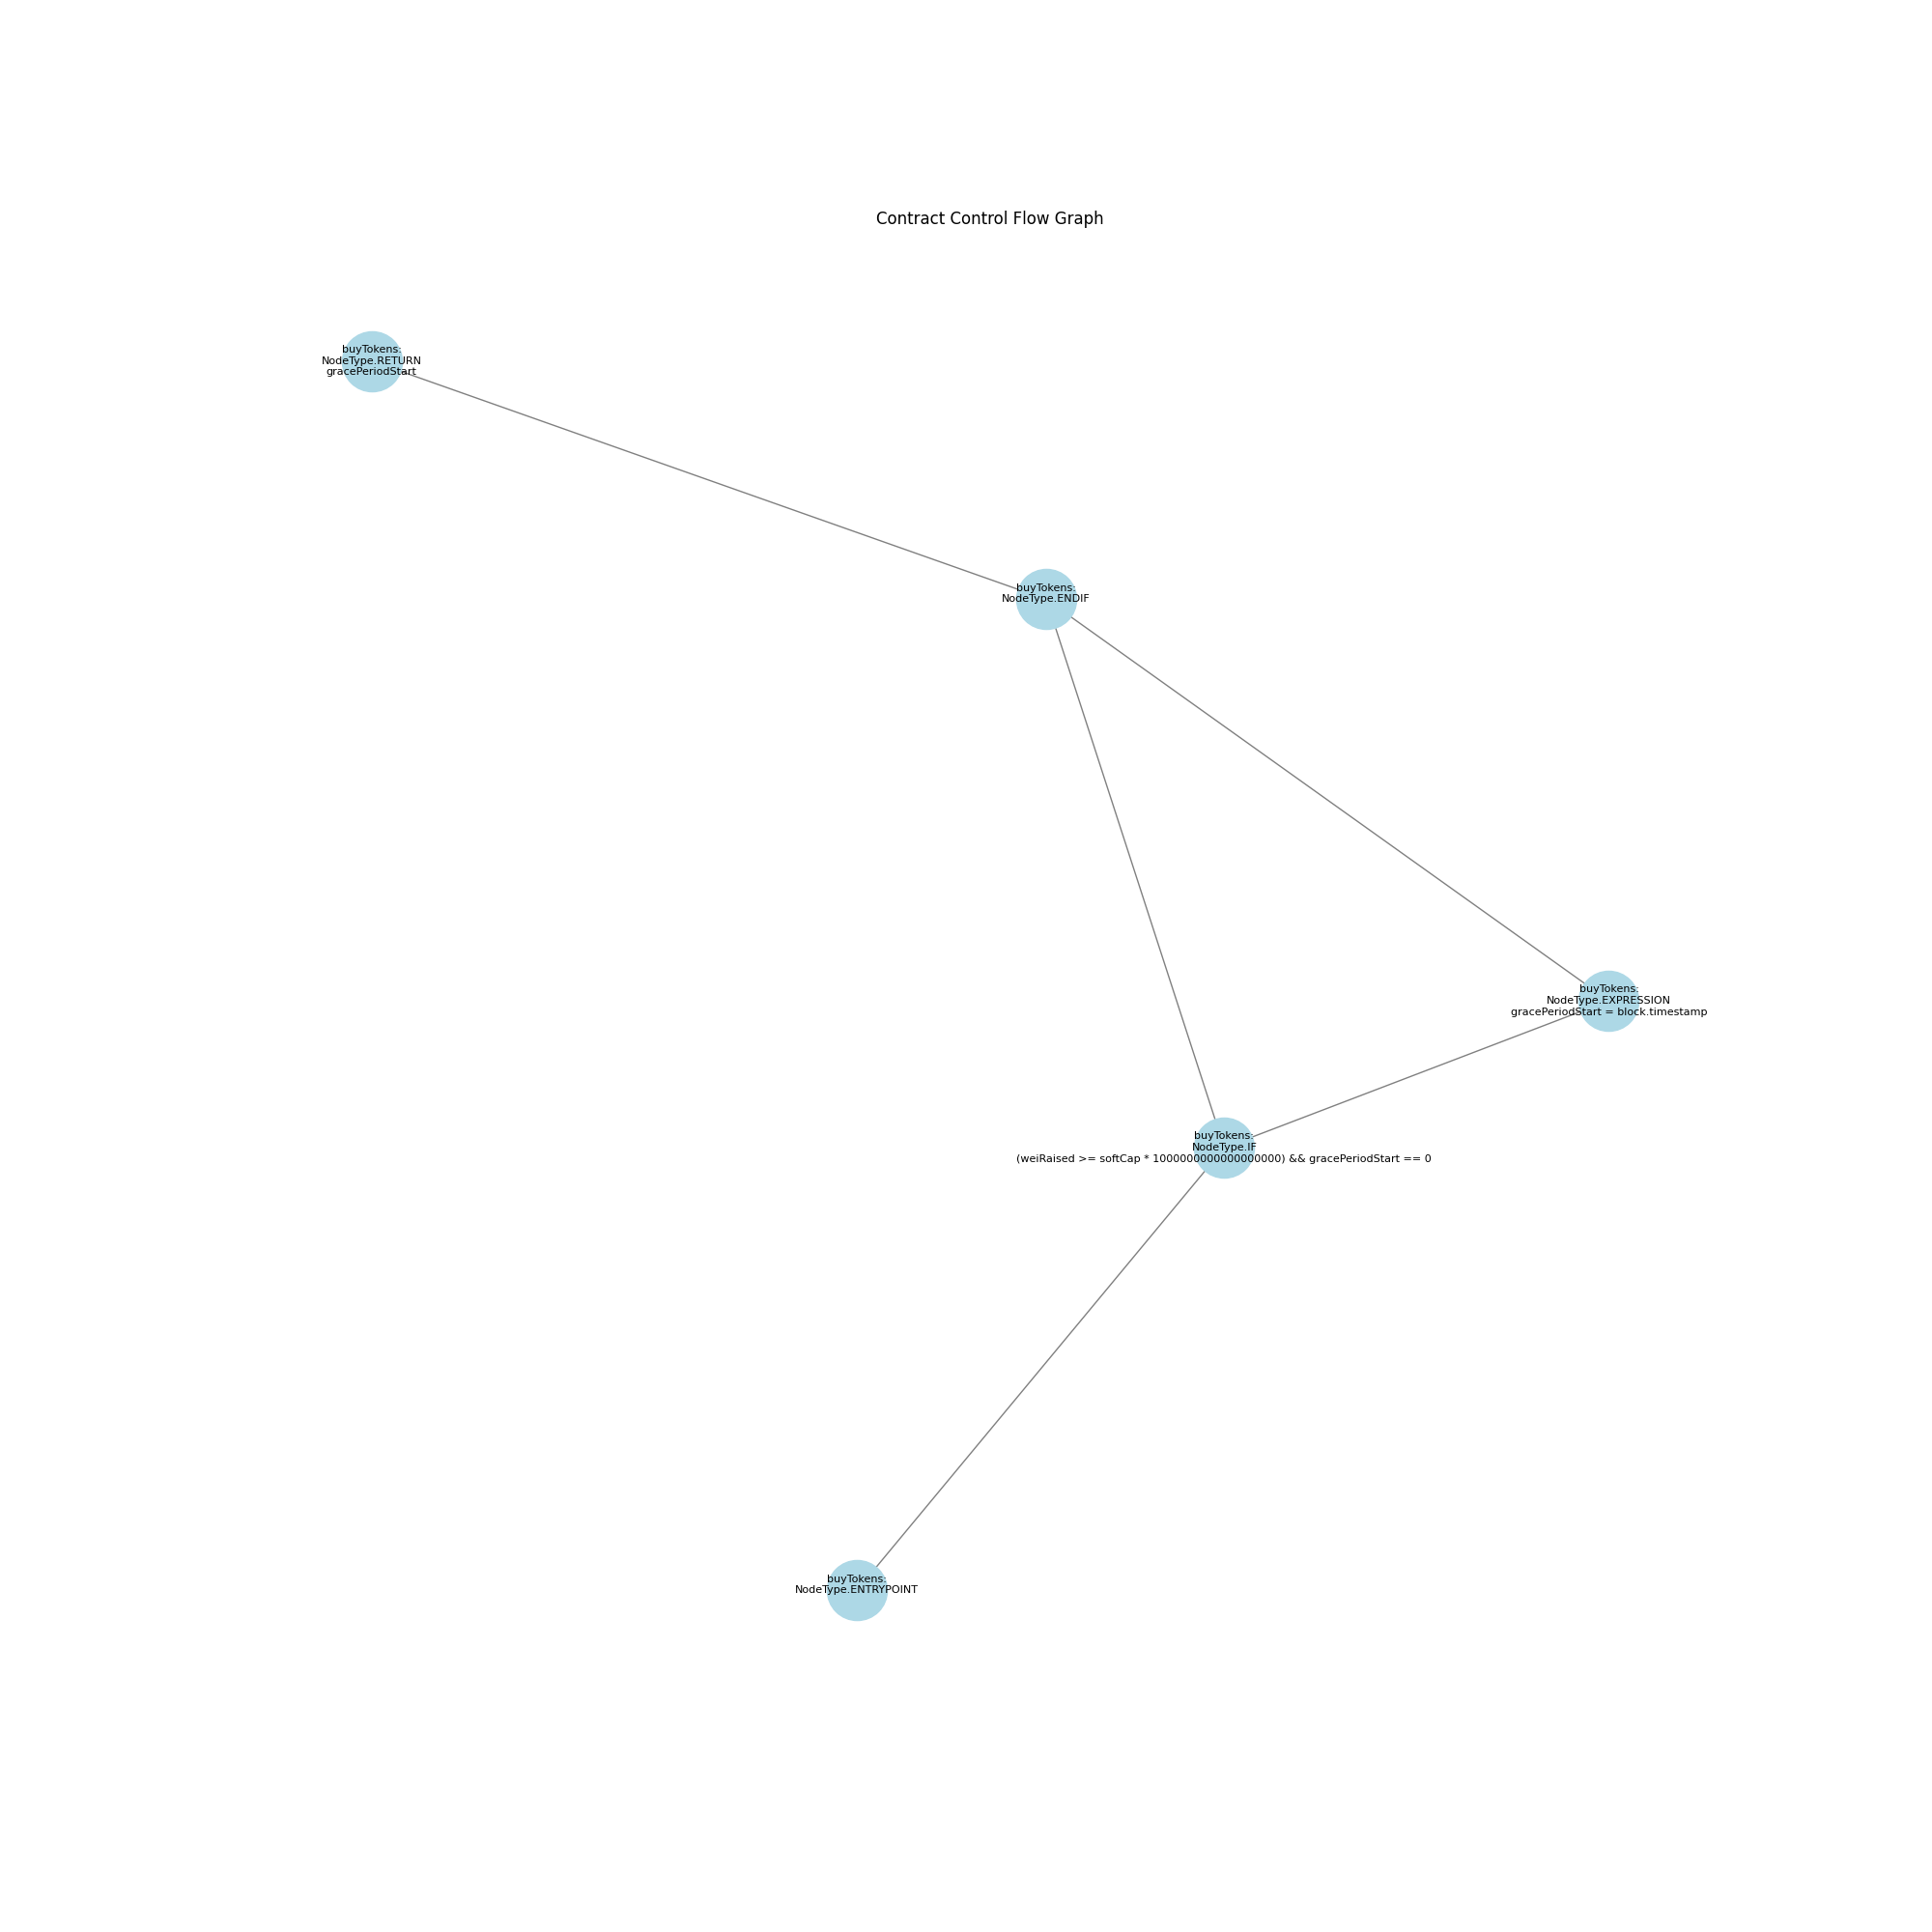 Contract Control Flow Graph
buyTokens:
NodeType.RETURN
gracePeriodStart
buyTokens:
NodeType.ENDIF
buyTokens:
NodeType.EXPRESSION
gracePeriodStart = block.timestamp
buyTokens:
NodeType.IF
(weiRaised >= softCap * 1000000000000000000) && gracePeriodStart == 0
buyTokens:
NodeType.ENTRYPOINT